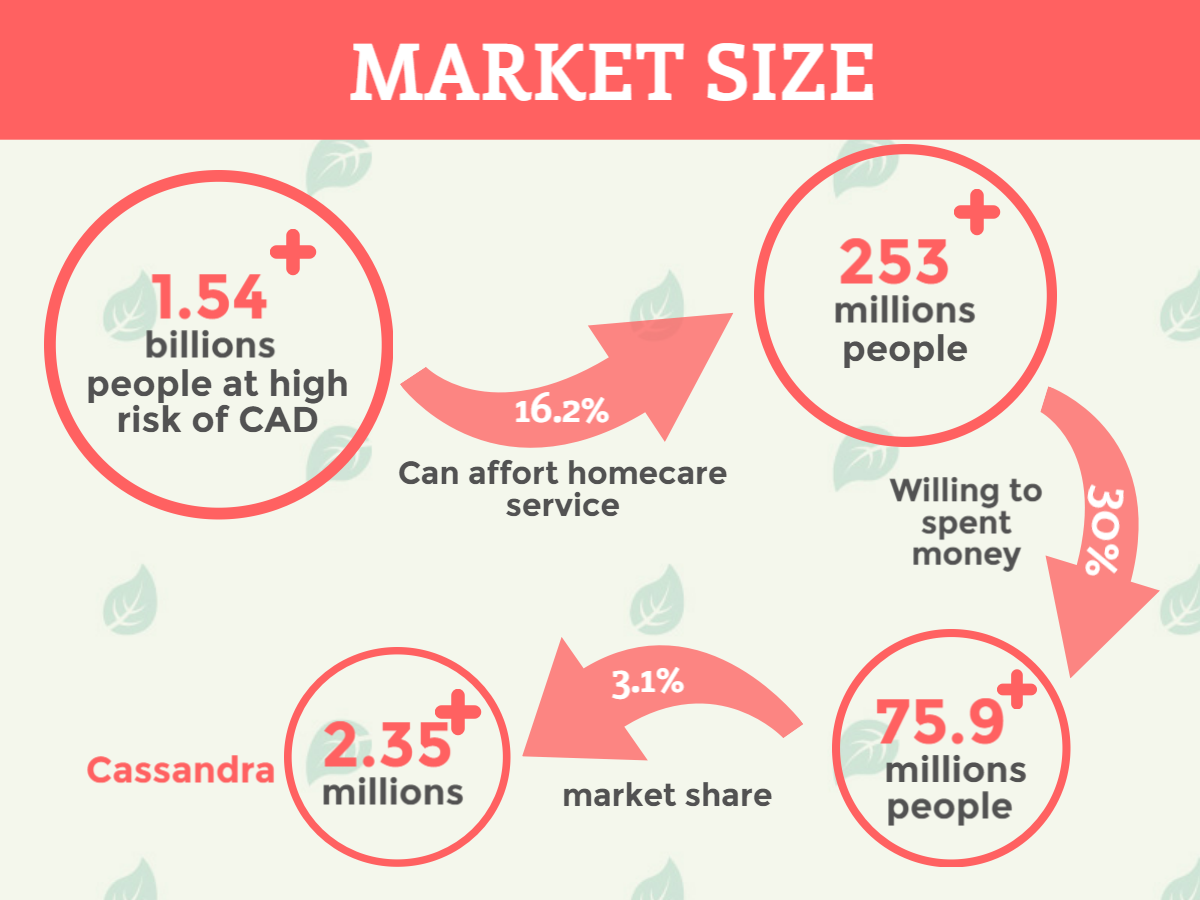 MARKET SIZE
1.54
billions
people at high
risk of CAD
16.2%
Can affort homecare
service
253
millions
people
30%
Willing to
spent
money
75.9
millions
people
3.1%
market share
2.35
millions
Cassandra